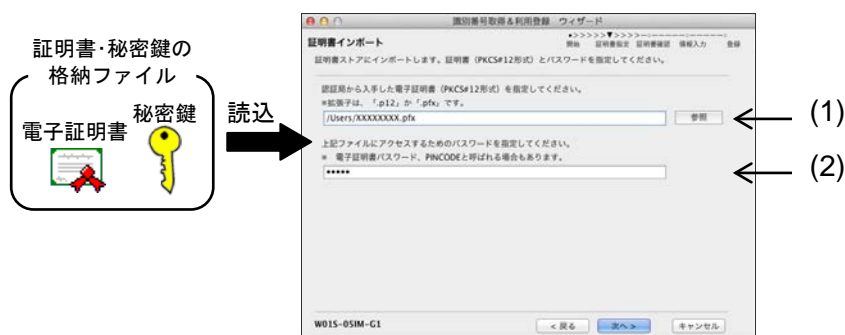 証明書・秘密鍵の
格納ファイル
電子証明書
秘密鍵
読込
識別番号取得&利用登録 ウィザード
証明書インポート
•>>>>>▼>>>>—:————:————:
開始 証明書指定 証明書確認 情報入力 登録
証明書ストアにインポートします。証明書（PKCS#12形式）とパスワードを指定してください。
認証局から入手した電子証明書（PKCS#12形式）を指定してください。
※拡張子は、「.p12」か「.pfx」です。
/Users/XXXXXXXX.pfx
参照
(1)
上記ファイルにアクセスするためのパスワードを指定してください。
※ 電子証明書パスワード、PINCODEと呼ばれる場合もあります。
•••••
(2)
W01S-05IM-G1
< 戻る
次へ >
キャンセル